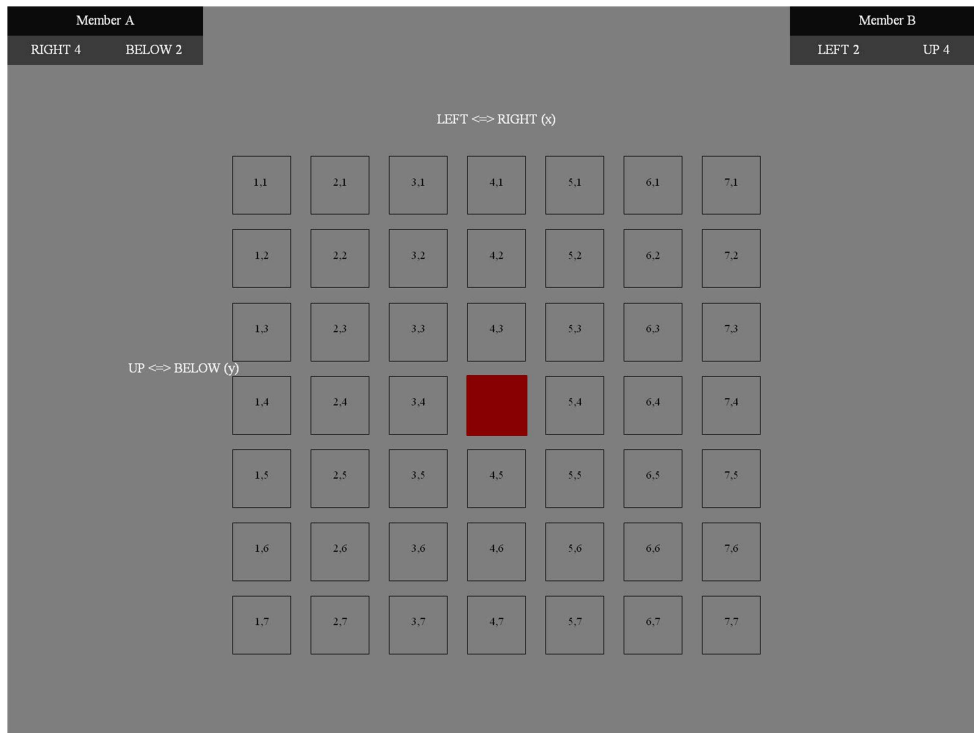 Member A
Member B
RIGHT 4 BELOW 2
LEFT 2 UP 4
LEFT <=> RIGHT (x)
1,1 2,1 3,1 4,1 5,1 6,1 7,1
1,2 2,2 3,2 4,2 5,2 6,2 7,2
1,3 2,3 3,3 4,3 5,3 6,3 7,3
UP <=> BELOW (y)
1,4 2,4 3,4 5,4 6,4 7,4
1,5 2,5 3,5 4,5 5,5 6,5 7,5
1,6 2,6 3,6 4,6 5,6 6,6 7,6
1,7 2,7 3,7 4,7 5,7 6,7 7,7